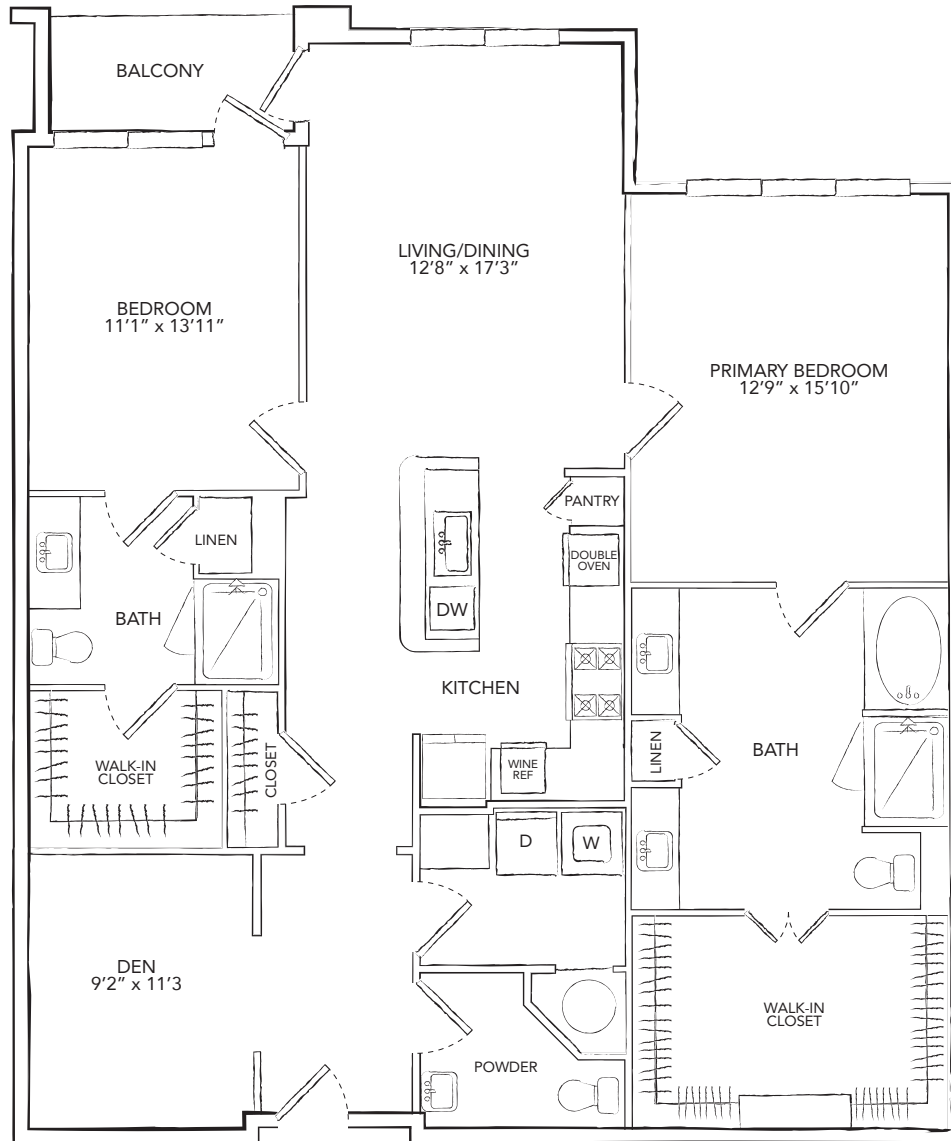 BALCONY
LIVING/DINING
12’8” x 17’3”
BEDROOM
11’1” x 13’11”
PRIMARY BEDROOM
12’9” x 15’10”
PANTRY
LINEN
DOUBLE
OVEN
DW
BATH
KITCHEN
LINEN
BATH
WALK-IN
CLOSET
CLOSET
WINE
REF
D
W
DEN
9’2” x 11’3
WALK-IN
CLOSET
POWDER